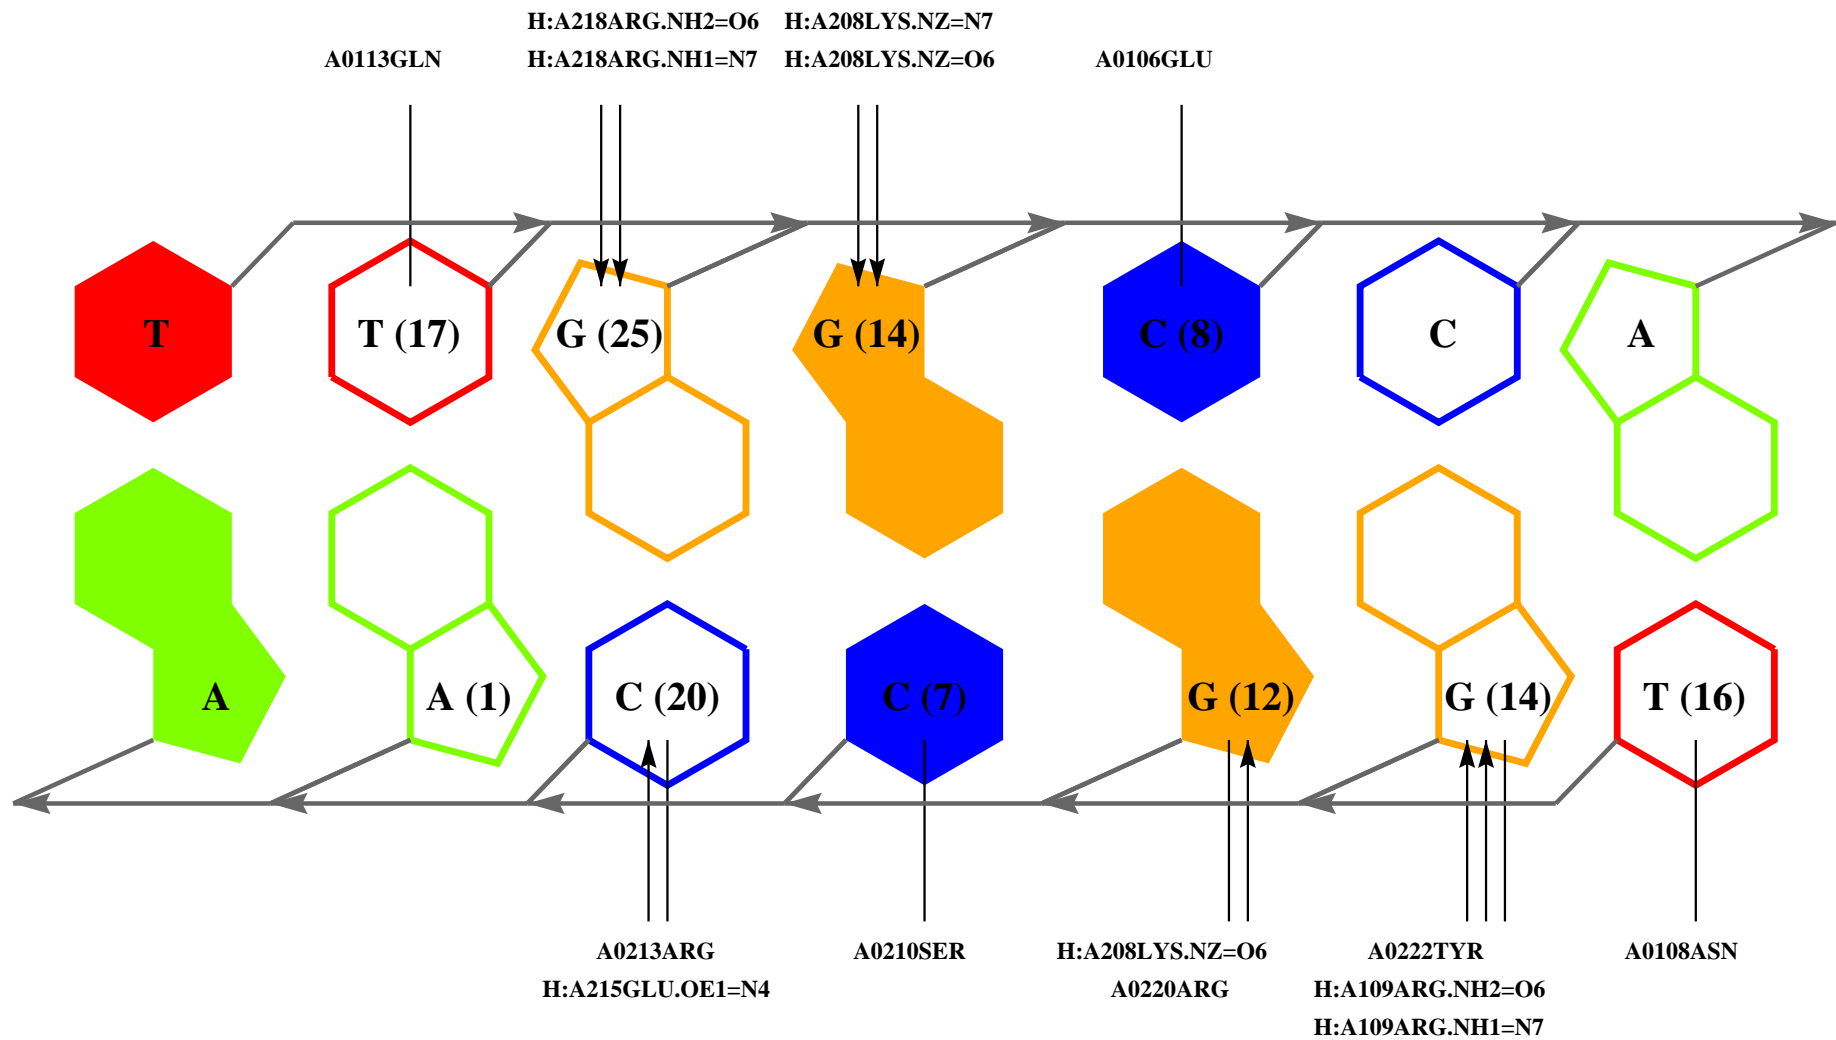 H:A218ARG.NH2=O6 H:A208LYS.NZ=N7
A0113GLN H:A218ARG.NH1=N7 H:A208LYS.NZ=O6 A0106GLU
T T (17) G (25) G (14) C (8) C A
A A (1) C (20) C (7) G (12) G (14) T (16)
A0213ARG A0210SER H:A208LYS.NZ=O6 A0222TYR A0108ASN
H:A215GLU.OE1=N4 A0220ARG H:A109ARG.NH2=O6
H:A109ARG.NH1=N7